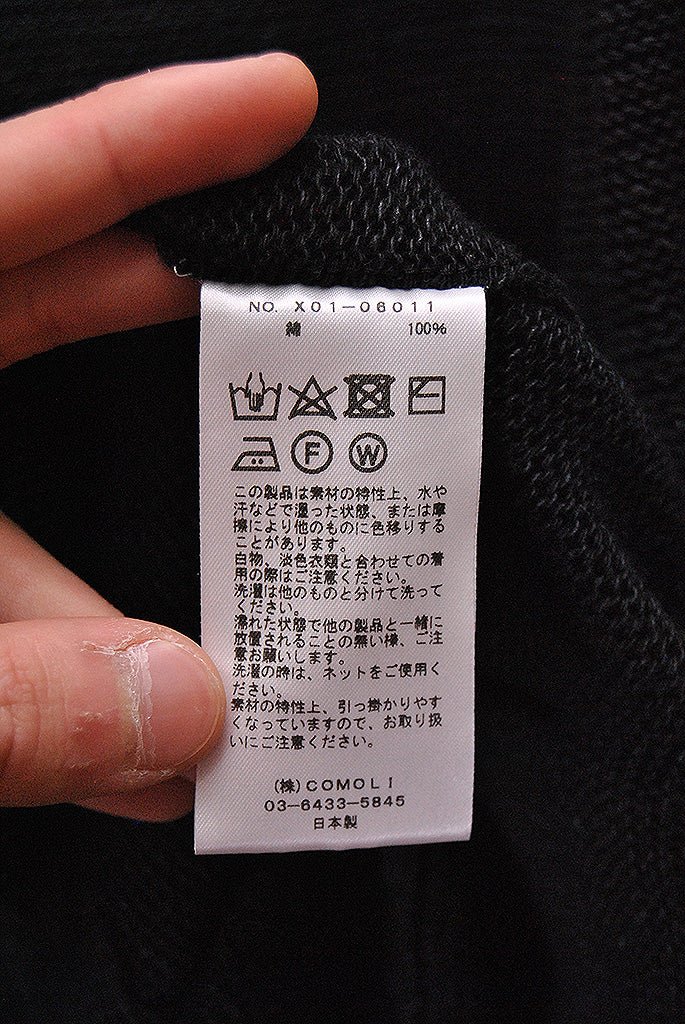 NO. X01-06011
綿 100%
F W
この製品は素材の特性上、水や
汗などで湿った状態、または摩
擦により他のものに色移りする
ことがあります。
白物、淡色衣類と合わせての着
用の際はご注意ください。
洗濯は他のものと分けて洗って
ください。
濡れた状態で他の製品と一緒に
放置されることの無い様、ご注
意お願いします。
洗濯の時は、ネットをご使用く
ださい。
素材の特性上、引っ掛かりやす
くなっていますので、お取り扱
いにご注意ください。
(株)COMOLI
03-6433-5845
日本製